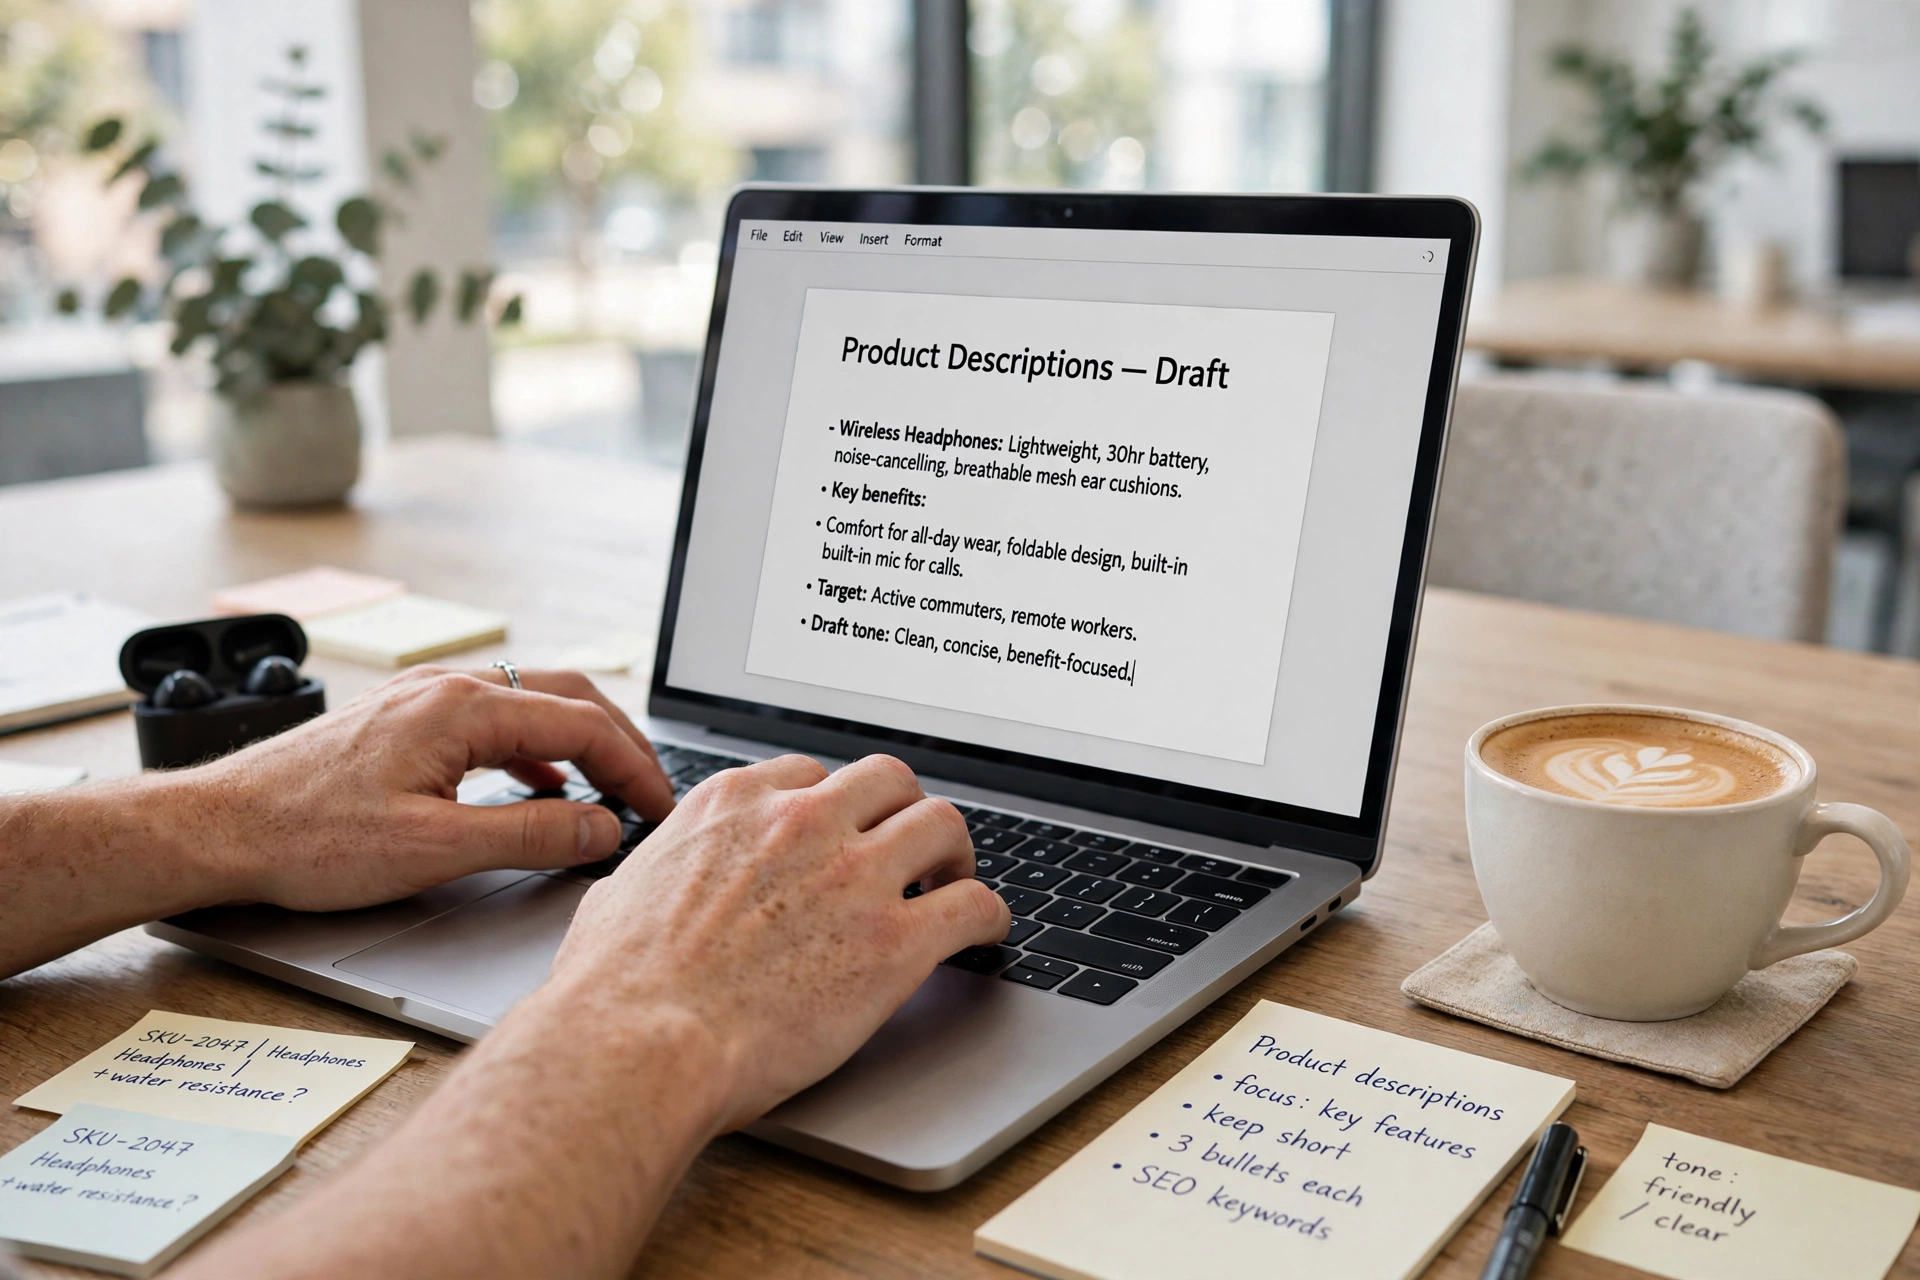 File Edit View Insert Format
Product Descriptions — Draft
- Wireless Headphones: Lightweight, 30hr battery,
noise-cancelling, breathable mesh ear cushions.
• Key benefits:
• Comfort for all-day wear, foldable design, built-in
built-in mic for calls.
• Target: Active commuters, remote workers.
• Draft tone: Clean, concise, benefit-focused.
SKU-2047 | Headphones
Headphones |
+ water resistance?
SKU-2047
Headphones
+ water resistance?
Product descriptions
• focus: key features
• keep short
• 3 bullets each
• SEO keywords
tone:
friendly
/ clear